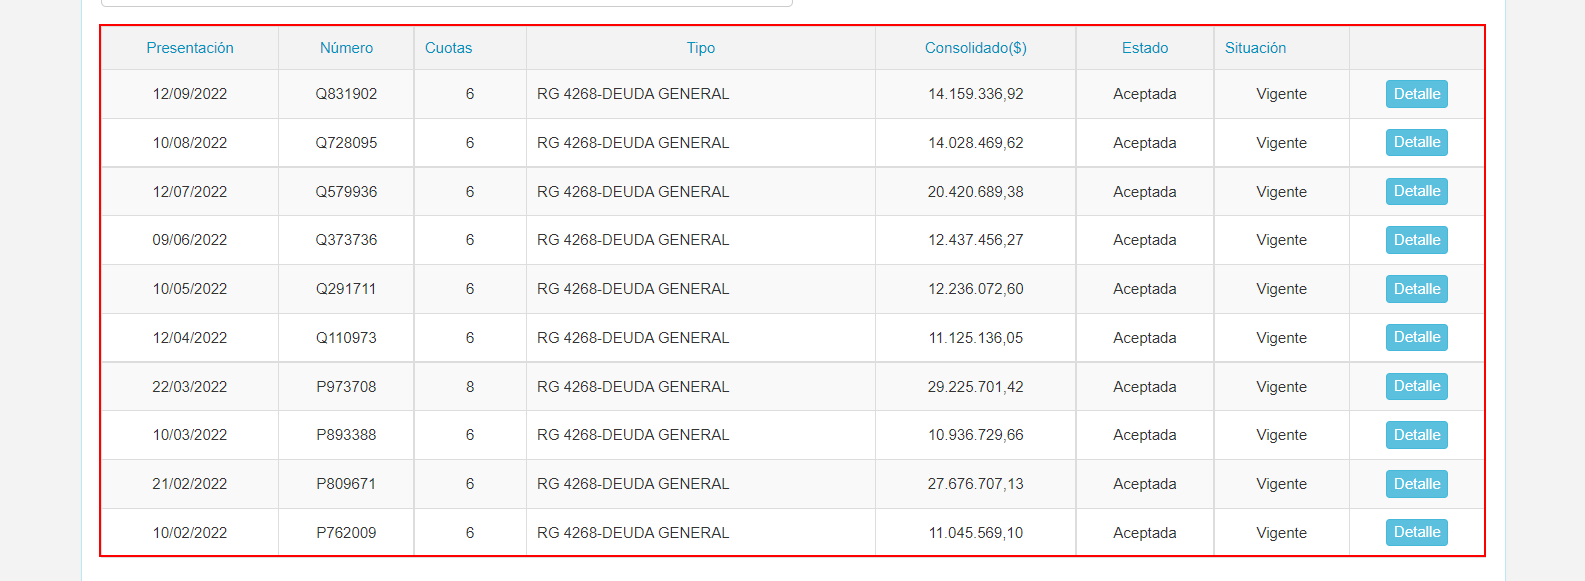 Presentación Número Cuotas Tipo Consolidado($) Estado Situación
12/09/2022 Q831902 6 RG 4268-DEUDA GENERAL 14.159.336,92 Aceptada Vigente Detalle
10/08/2022 Q728095 6 RG 4268-DEUDA GENERAL 14.028.469,62 Aceptada Vigente Detalle
12/07/2022 Q579936 6 RG 4268-DEUDA GENERAL 20.420.689,38 Aceptada Vigente Detalle
09/06/2022 Q373736 6 RG 4268-DEUDA GENERAL 12.437.456,27 Aceptada Vigente Detalle
10/05/2022 Q291711 6 RG 4268-DEUDA GENERAL 12.236.072,60 Aceptada Vigente Detalle
12/04/2022 Q110973 6 RG 4268-DEUDA GENERAL 11.125.136,05 Aceptada Vigente Detalle
22/03/2022 P973708 8 RG 4268-DEUDA GENERAL 29.225.701,42 Aceptada Vigente Detalle
10/03/2022 P893388 6 RG 4268-DEUDA GENERAL 10.936.729,66 Aceptada Vigente Detalle
21/02/2022 P809671 6 RG 4268-DEUDA GENERAL 27.676.707,13 Aceptada Vigente Detalle
10/02/2022 P762009 6 RG 4268-DEUDA GENERAL 11.045.569,10 Aceptada Vigente Detalle